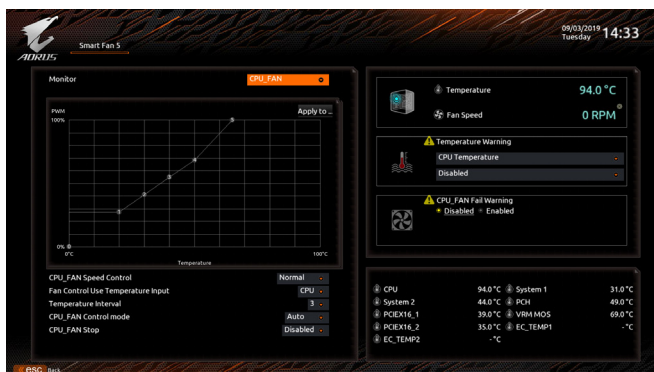 AORUS
Smart Fan 5
09/03/2019
Tuesday
14:33
Monitor
CPU_FAN
PWM
100%
Apply to ..
0%
0°C
100°C
Temperature
CPU_FAN Speed Control Normal
Fan Control Use Temperature Input CPU
Temperature Interval 3
CPU_FAN Control mode Auto
CPU_FAN Stop Disabled
Temperature 94.0 °C
Fan Speed 0 RPM
Temperature Warning
CPU Temperature
Disabled
CPU_FAN Fail Warning
Disabled Enabled
CPU 94.0°C System 1 31.0°C
System 2 44.0°C PCH 49.0°C
PCIEX16_1 39.0°C VRM MOS 69.0°C
PCIEX16_2 35.0°C EC_TEMP1 -°C
EC_TEMP2 -°C
esc Back